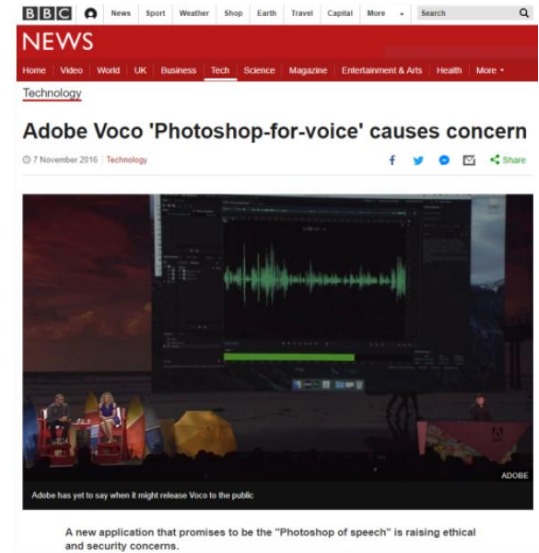 BBC News Sport Weather Shop Earth Travel Capital More Search
NEWS
Home Video World UK Business Tech Science Magazine Entertainment & Arts Health More
Technology
Adobe Voco 'Photoshop-for-voice' causes concern
7 November 2016 Technology Share
ADOBE
Adobe has yet to say when it might release Voco to the public
A new application that promises to be the "Photoshop of speech" is raising ethical
and security concerns.